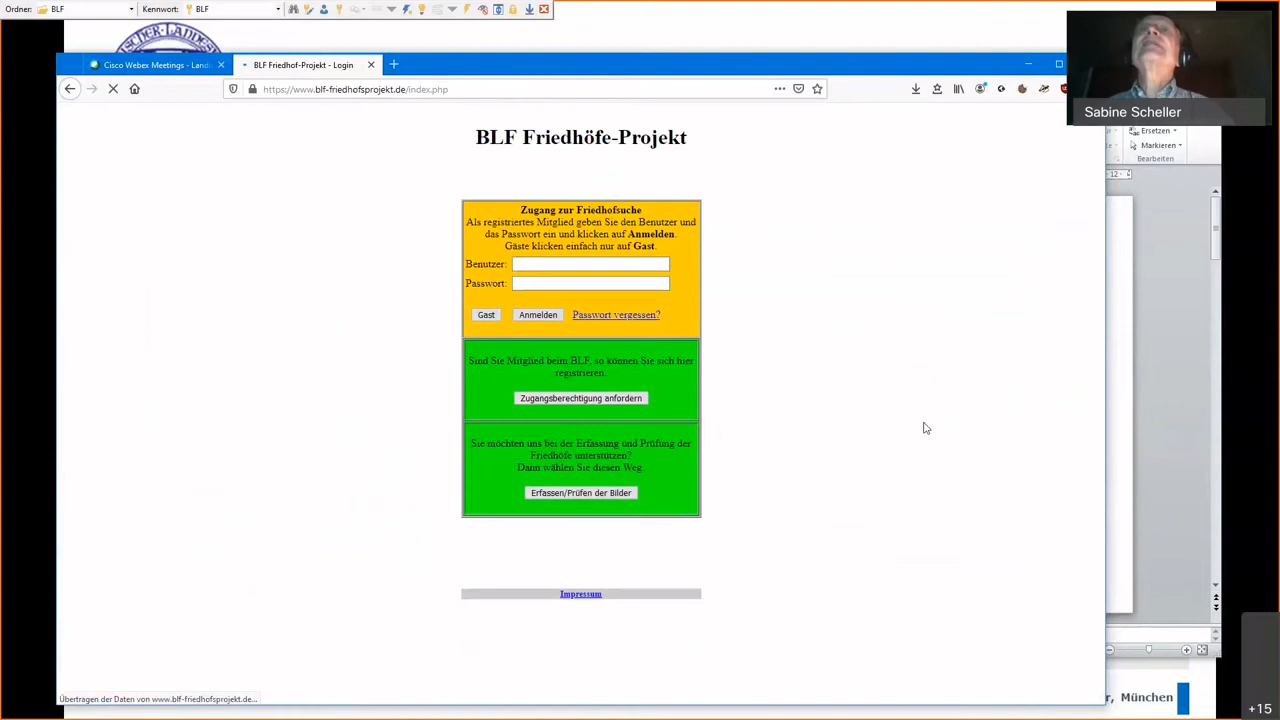 Ordner: BLF Kennwort: BLF
Cisco Webex Meetings - Landi
BLF Friedhof-Projekt - Login
https://www.blf-friedhofsprojekt.de/index.php
Sabine Scheller
Ersetzen
Markieren
Bearbeiten
12
BLF Friedhöfe-Projekt
Zugang zur Friedhofsuche
Als registriertes Mitglied geben Sie den Benutzer und
das Passwort ein und klicken auf Anmelden.
Gäste klicken einfach nur auf Gast.
Benutzer:
Passwort:
Gast Anmelden Passwort vergessen?
Sind Sie Mitglied beim BLF, so können Sie sich hier
registrieren.
Zugangsberechtigung anfordern
Sie möchten uns bei der Erfassung und Prüfung der
Friedhöfe unterstützen?
Dann wählen Sie diesen Weg.
Erfassen/Prüfen der Bilder
Impressum
Übertragen der Daten von www.blf-friedhofsprojekt.de...
r, München
+15